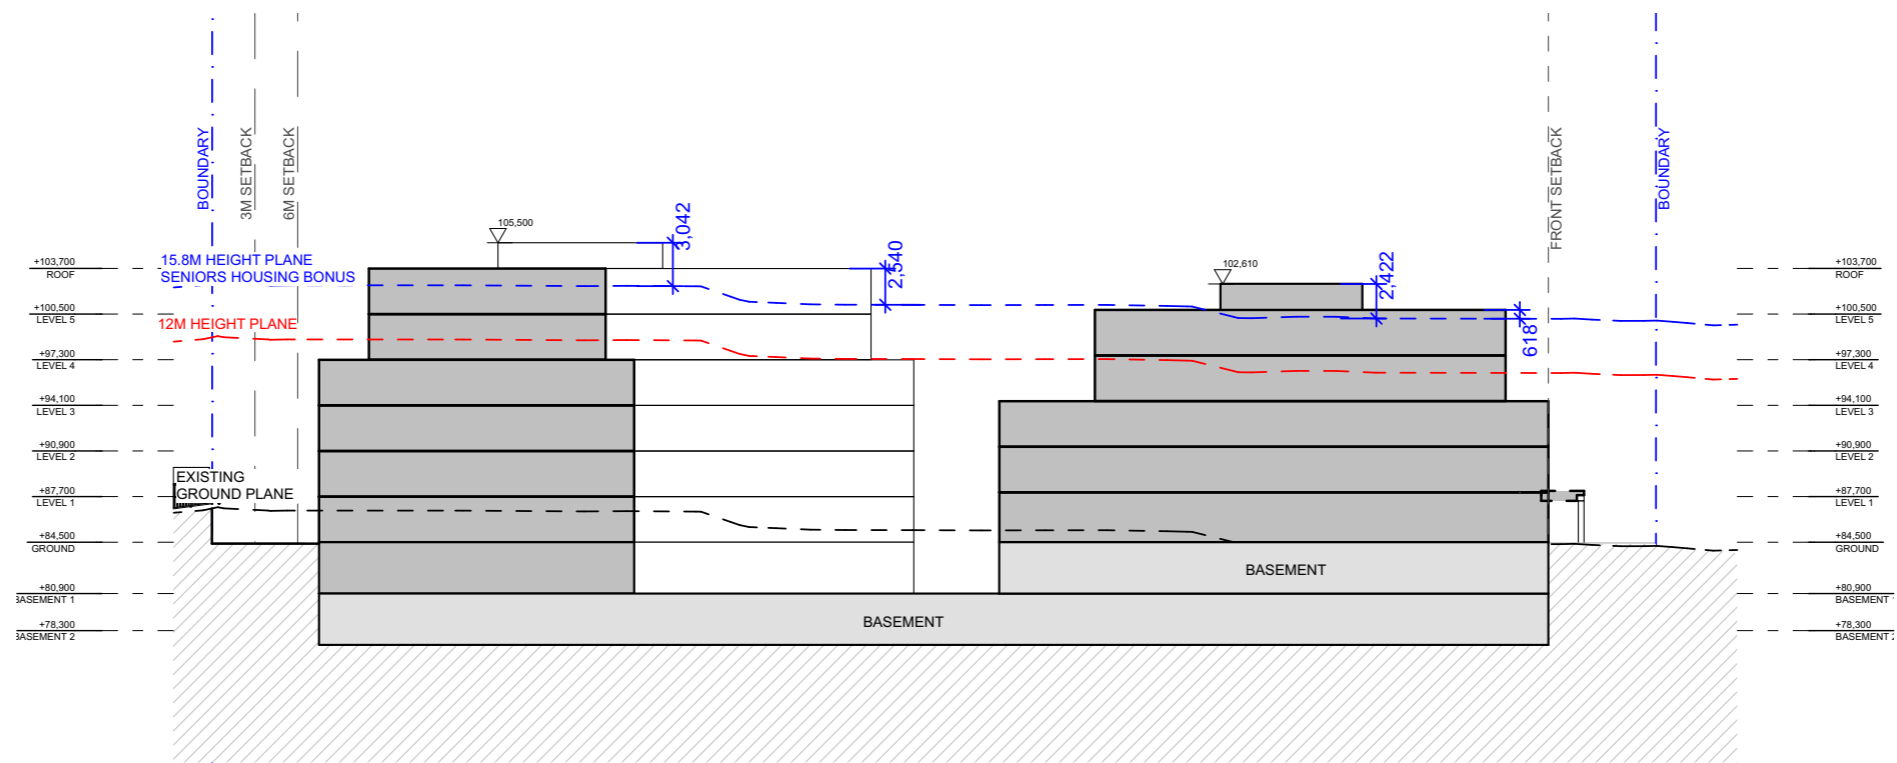 BOUNDARY
3M SETBACK
6M SETBACK
FRONT SETBACK
BOUNDARY
105,500
3,042
2,540
102,610
2,422
618
15.8M HEIGHT PLANE
SENIORS HOUSING BONUS
12M HEIGHT PLANE
EXISTING
GROUND PLANE
+103,700
ROOF
+100,500
LEVEL 5
+97,300
LEVEL 4
+94,100
LEVEL 3
+90,900
LEVEL 2
+87,700
LEVEL 1
+84,500
GROUND
+80,900
BASEMENT 1
+78,300
BASEMENT 2
BASEMENT
BASEMENT
+103,700
ROOF
+100,500
LEVEL 5
+97,300
LEVEL 4
+94,100
LEVEL 3
+90,900
LEVEL 2
+87,700
LEVEL 1
+84,500
GROUND
+80,900
BASEMENT 1
+78,300
BASEMENT 2